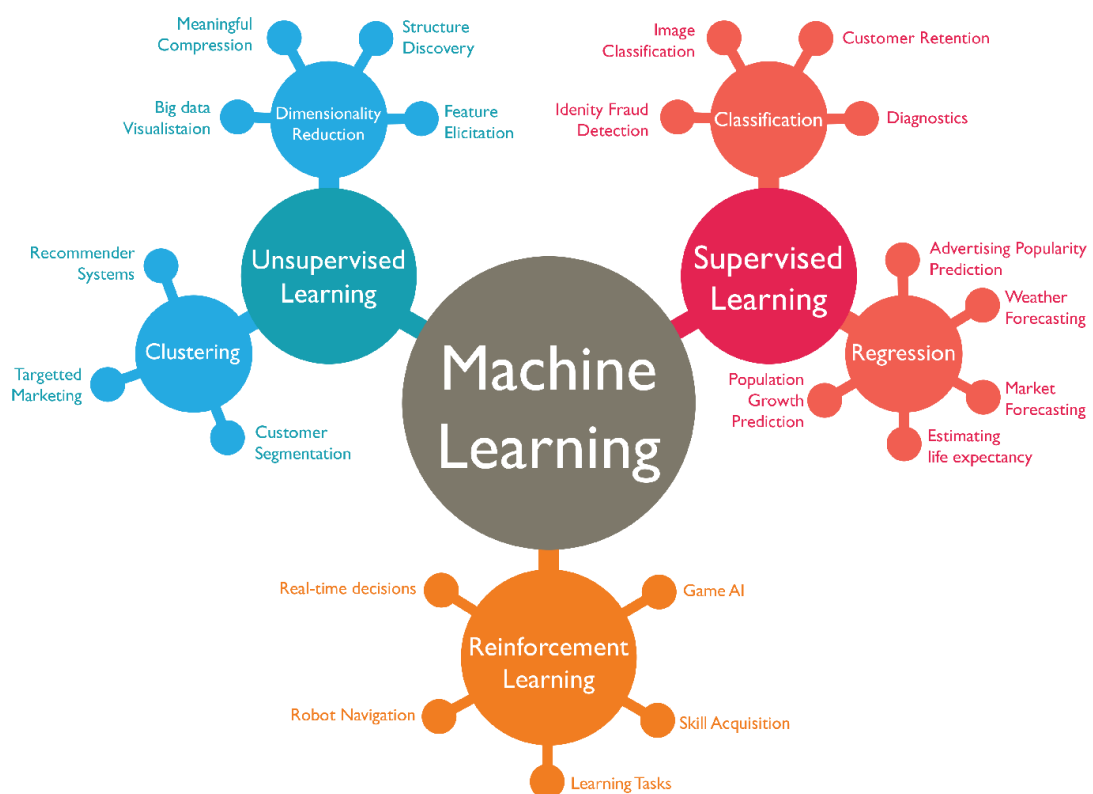 Meaningful
Compression
Structure
Discovery
Big data
Visualistaion
Dimensionality
Reduction
Feature
Elicitation
Image
Classification
Customer Retention
Idenity Fraud
Detection
Classification
Diagnostics
Unsupervised
Learning
Recommender
Systems
Clustering
Targetted
Marketing
Customer
Segmentation
Supervised
Learning
Advertising Popularity
Prediction
Weather
Forecasting
Regression
Population
Growth
Prediction
Market
Forecasting
Estimating
life expectancy
Machine
Learning
Real-time decisions
Game AI
Reinforcement
Learning
Robot Navigation
Skill Acquisition
Learning Tasks